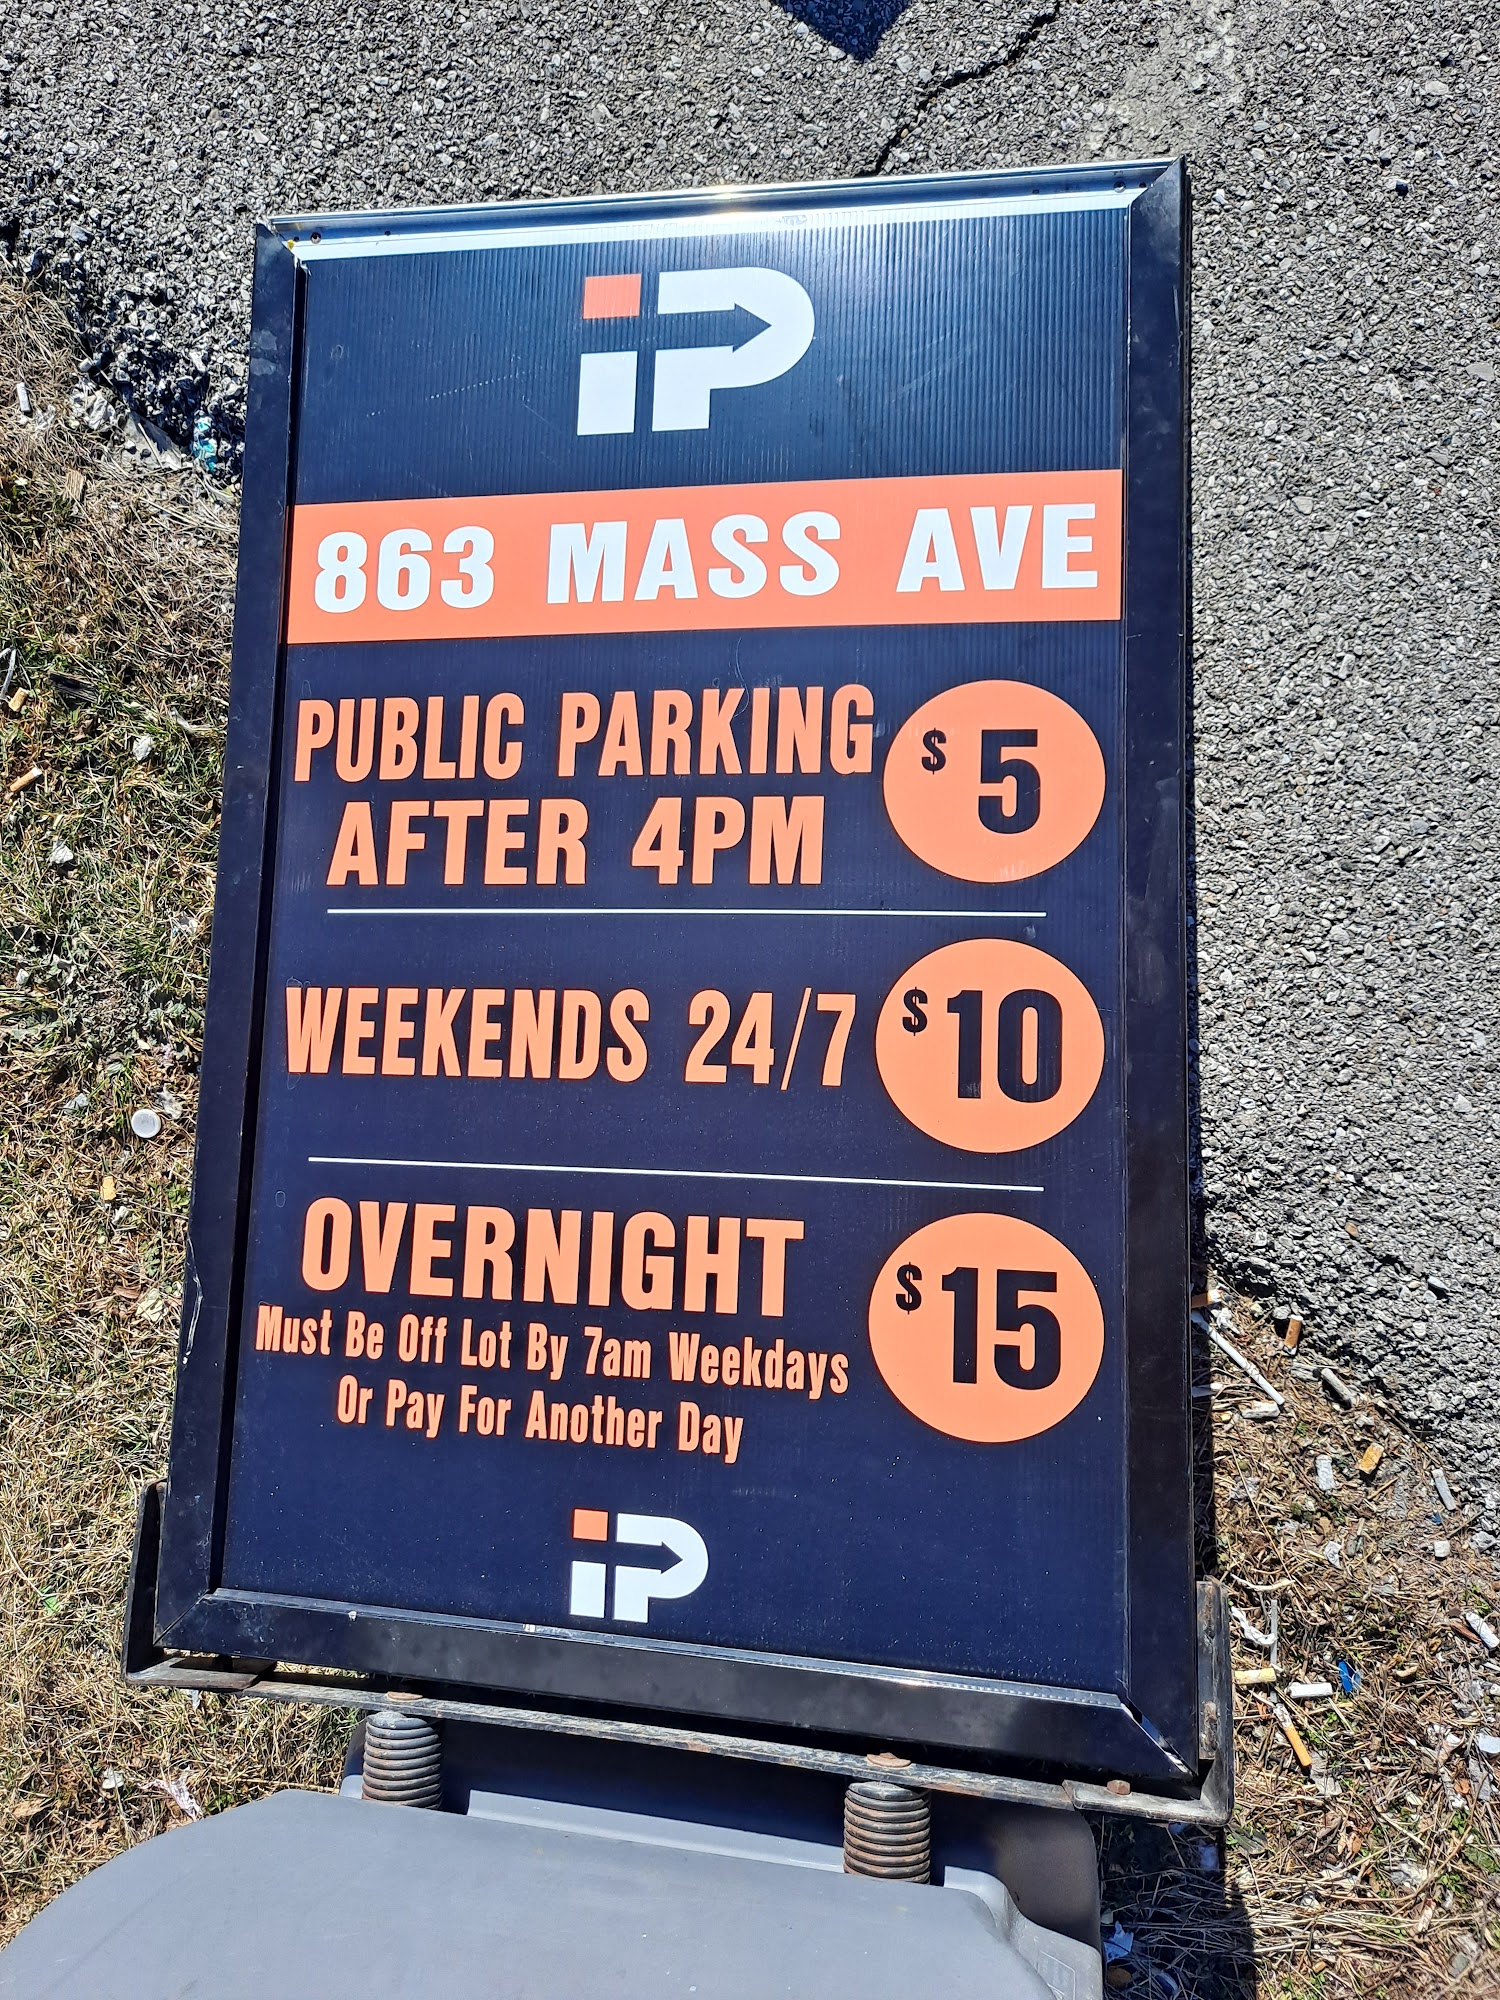 iP
863 MASS AVE
PUBLIC PARKING
AFTER 4PM
$5
WEEKENDS 24/7
$10
OVERNIGHT
Must Be Off Lot By 7am Weekdays
Or Pay For Another Day
$15
iP